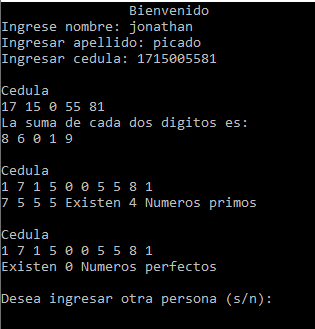 Bienvenido
Ingrese nombre: jonathan
Ingresar apellido: picado
Ingresar cedula: 1715005581
Cedula
17 15 0 55 81
La suma de cada dos digitos es:
8 6 0 1 9
Cedula
1 7 1 5 0 0 5 5 8 1
7 5 5 5 Existen 4 Numeros primos
Cedula
1 7 1 5 0 0 5 5 8 1
Existen 0 Numeros perfectos
Desea ingresar otra persona (s/n):